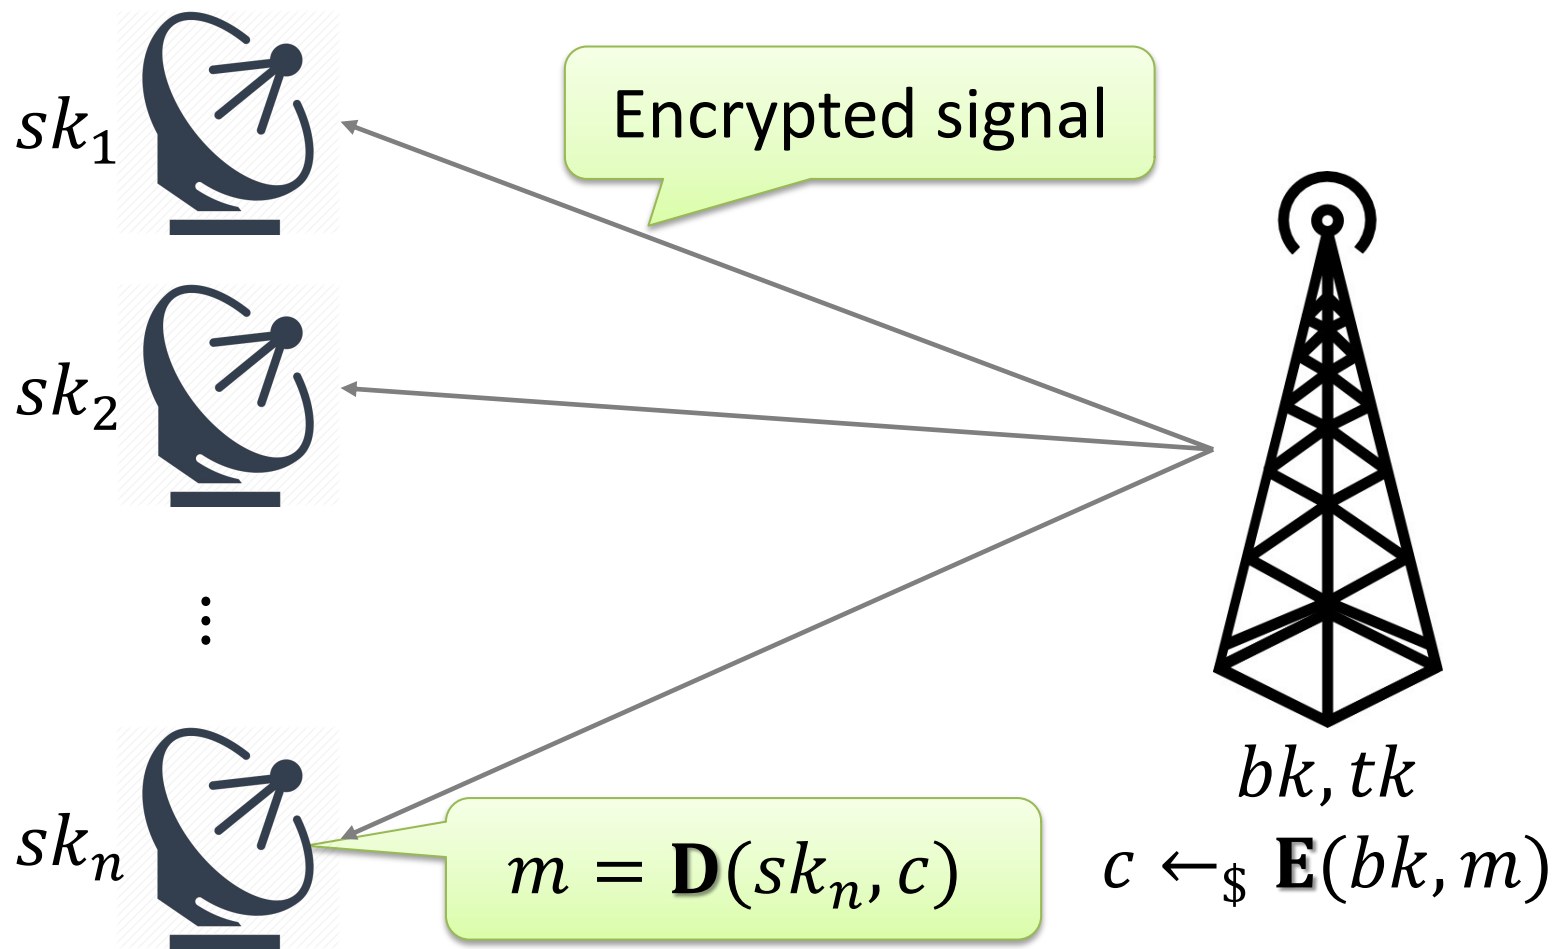 Encrypted signal
sk₁
sk₂
⋮
skₙ
bk, tk
m = D(skₙ, c)
c ←$ E(bk, m)